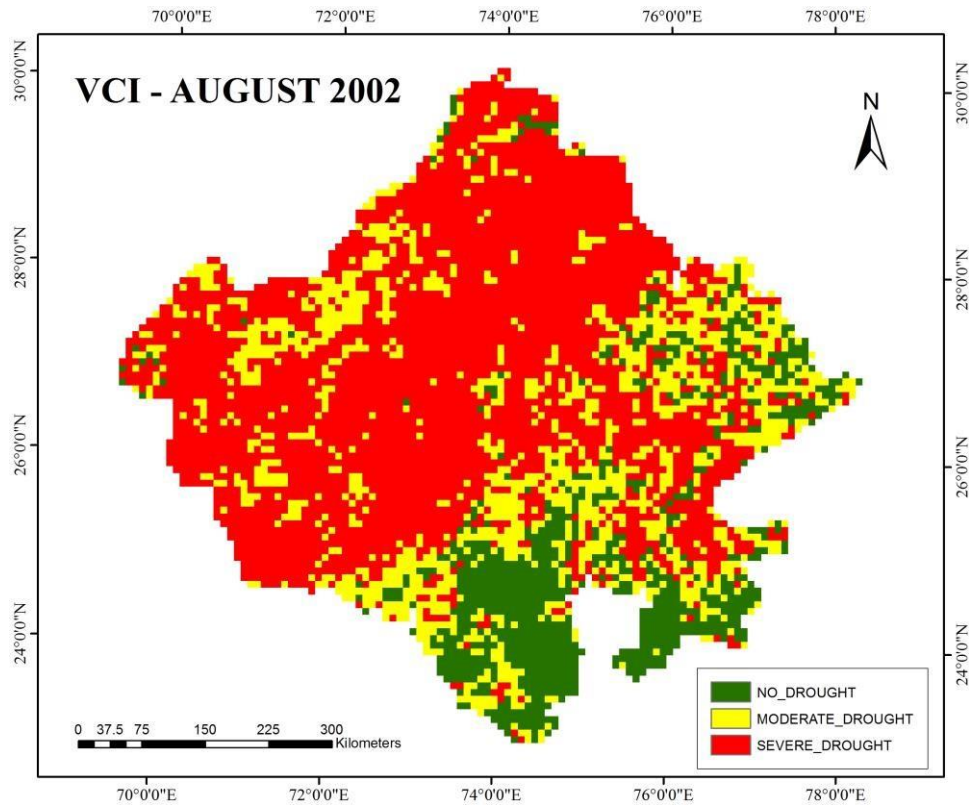 70°0'0"E 72°0'0"E 74°0'0"E 76°0'0"E 78°0'0"E
VCI - AUGUST 2002
N
30°0'0"N
28°0'0"N
26°0'0"N
24°0'0"N
30°0'0"N
28°0'0"N
26°0'0"N
24°0'0"N
NO_DROUGHT
MODERATE_DROUGHT
SEVERE_DROUGHT
0 37.5 75 150 225 300
Kilometers
70°0'0"E 72°0'0"E 74°0'0"E 76°0'0"E 78°0'0"E